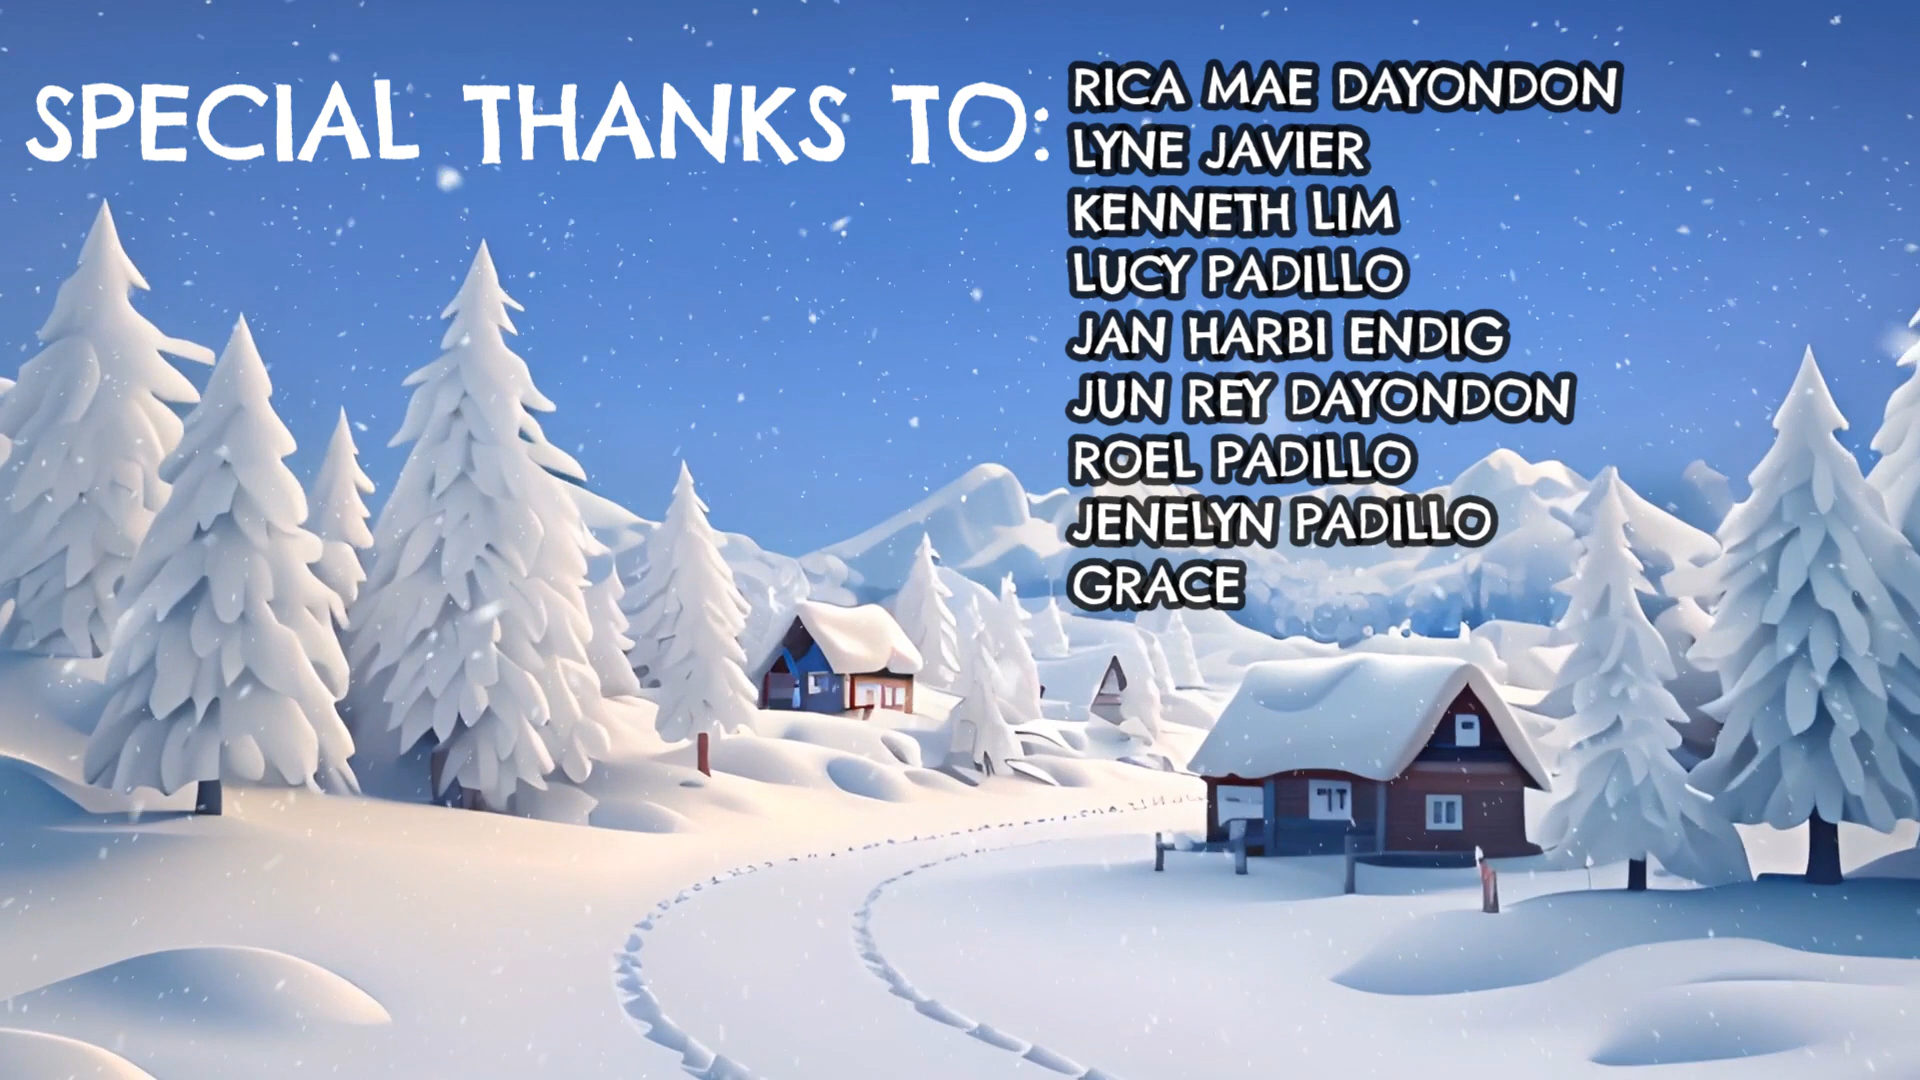 SPECIAL THANKS TO:
RICA MAE DAYONDON
LYNE JAVIER
KENNETH LIM
LUCY PADILLO
JAN HARBI ENDIG
JUN REY DAYONDON
ROEL PADILLO
JENELYN PADILLO
GRACE